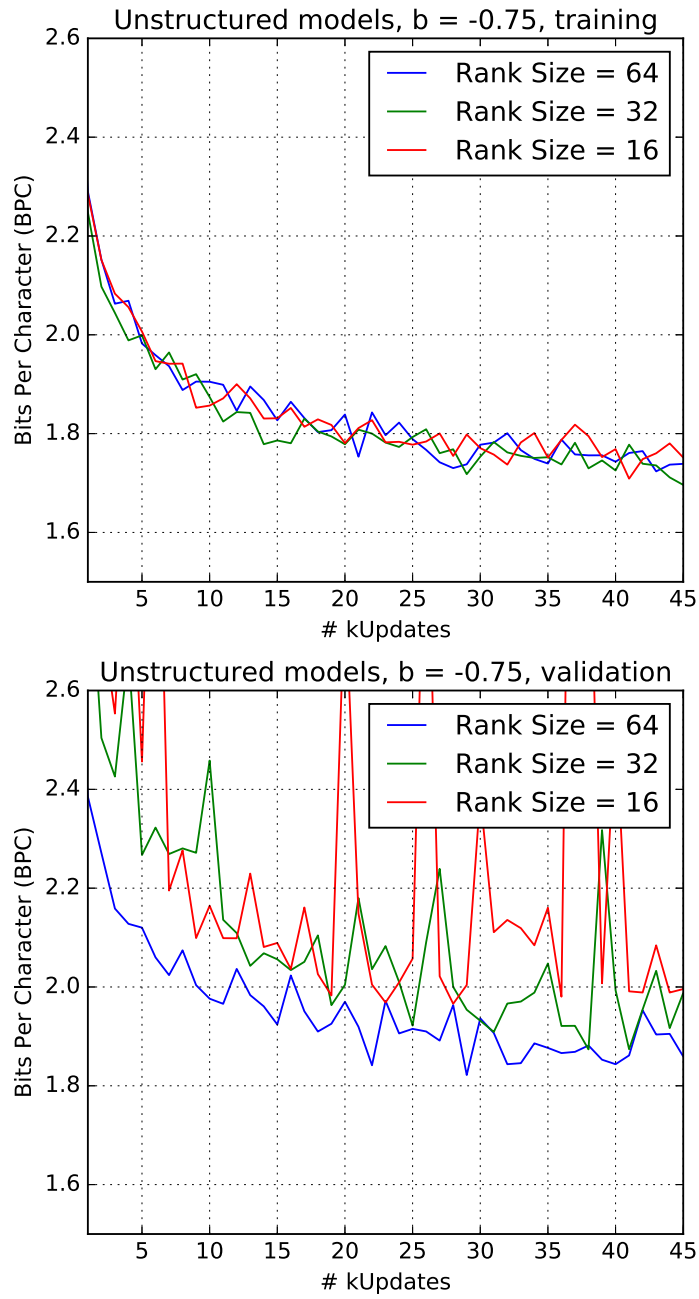 Unstructured models, b = -0.75, training
2.6
2.4
2.2
2.0
1.8
1.6
Bits Per Character (BPC)
Rank Size = 64
Rank Size = 32
Rank Size = 16
5 10 15 20 25 30 35 40 45
# kUpdates
Unstructured models, b = -0.75, validation
2.6
2.4
2.2
2.0
1.8
1.6
Bits Per Character (BPC)
Rank Size = 64
Rank Size = 32
Rank Size = 16
5 10 15 20 25 30 35 40 45
# kUpdates